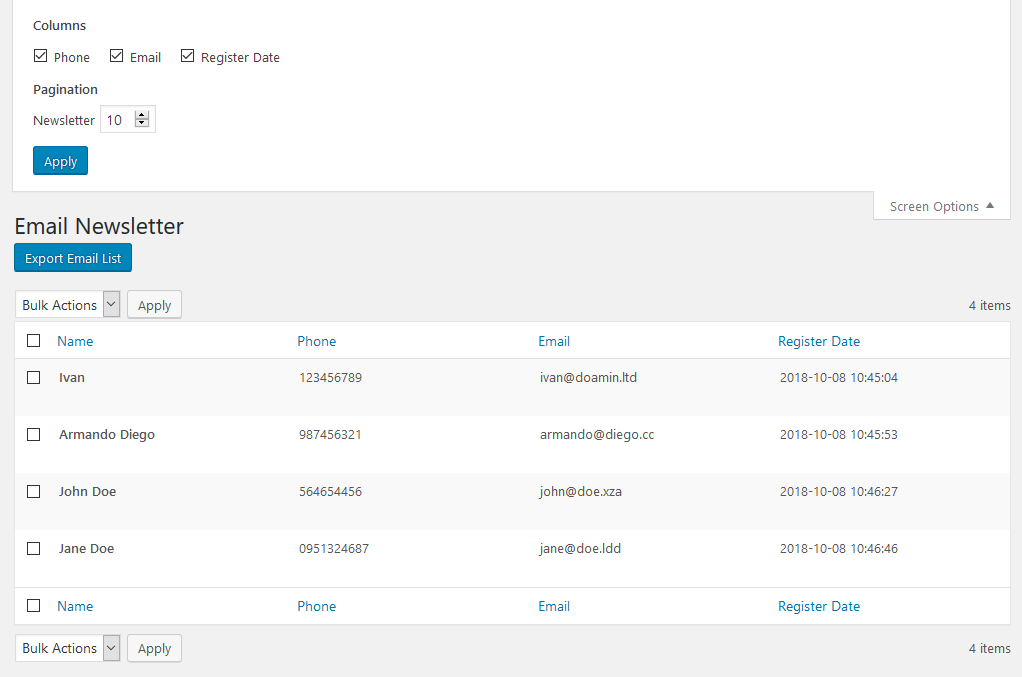 Columns
Phone Email Register Date
Pagination
Newsletter 10
Apply
Screen Options
Email Newsletter
Export Email List
Bulk Actions Apply 4 items
Name Phone Email Register Date
Ivan 123456789 ivan@doamin.ltd 2018-10-08 10:45:04
Armando Diego 987456321 armando@diego.cc 2018-10-08 10:45:53
John Doe 564654456 john@doe.xza 2018-10-08 10:46:27
Jane Doe 0951324687 jane@doe.ldd 2018-10-08 10:46:46
Name Phone Email Register Date
Bulk Actions Apply 4 items